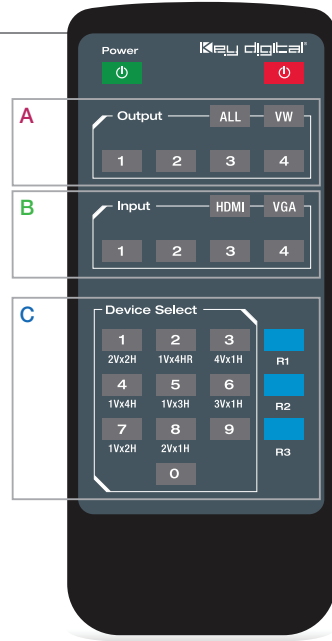 Power
Key digital
A
Output ALL VW
1 2 3 4
B
Input HDMI VGA
1 2 3 4
C
Device Select
1 2 3
2Vx2H 1Vx4HR 4Vx1H R1
4 5 6
1Vx4H 1Vx3H 3Vx1H R2
7 8 9
1Vx2H 2Vx1H R3
0